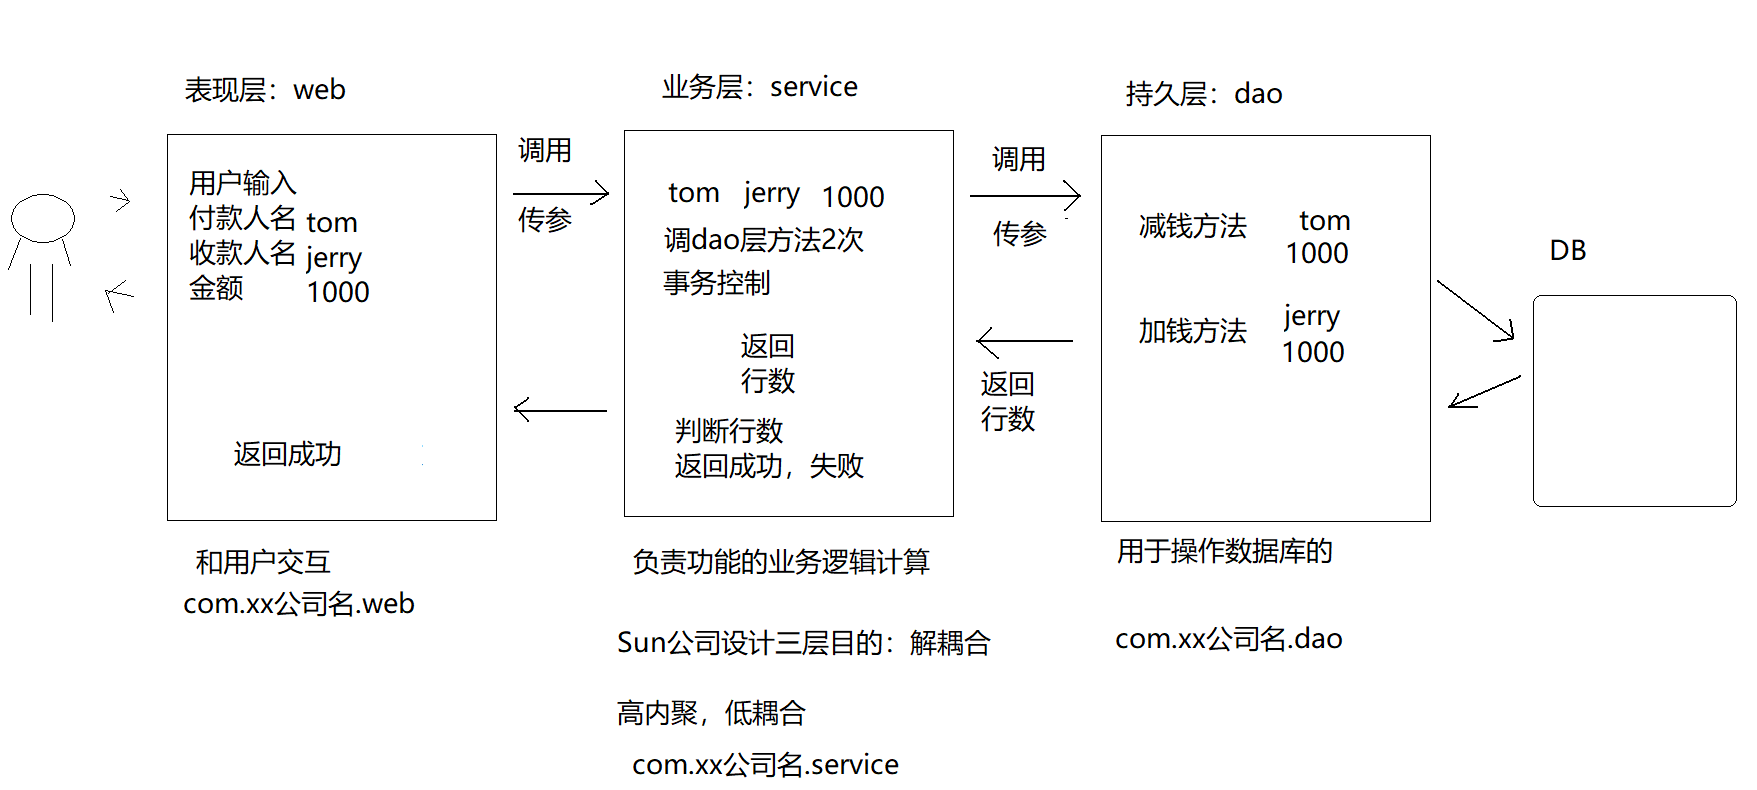 表现层：web
用户输入
付款人名 tom
收款人名 jerry
金额 1000
返回成功
和用户交互
com.xx公司名.web
调用
传参
业务层：service
tom jerry 1000
调dao层方法2次
事务控制
返回
行数
判断行数
返回成功，失败
负责功能的业务逻辑计算
Sun公司设计三层目的：解耦合
高内聚，低耦合
com.xx公司名.service
调用
传参
返回
行数
持久层：dao
减钱方法 tom
1000
加钱方法 jerry
1000
用于操作数据库的
com.xx公司名.dao
DB